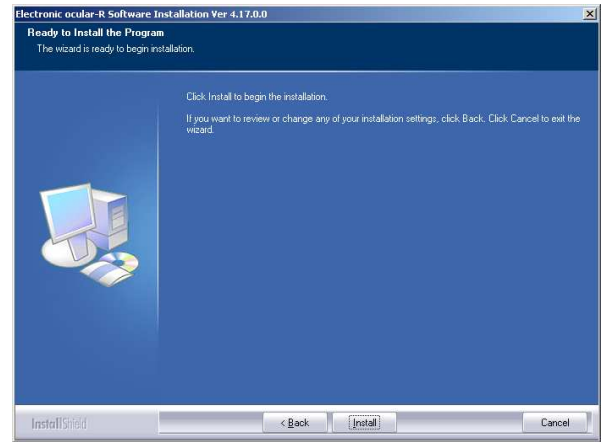 Electronic ocular-R Software Installation Ver 4.17.0.0
Ready to Install the Program
The wizard is ready to begin installation.
Click Install to begin the installation.
If you want to review or change any of your installation settings, click Back. Click Cancel to exit the
wizard.
InstallShield
< Back
Install
Cancel